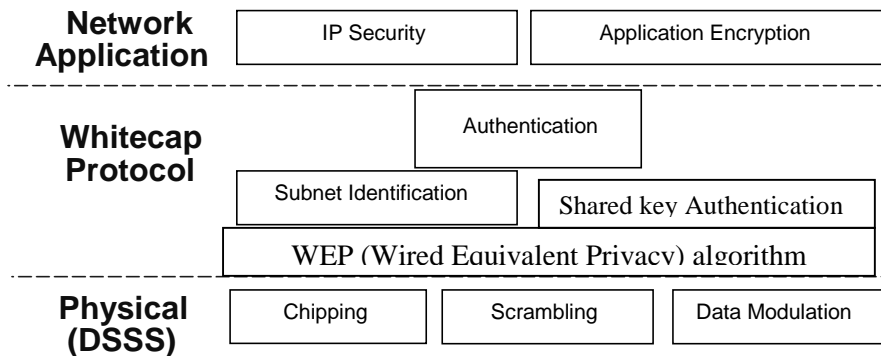 Network
Application
IP Security
Application Encryption
Whitecap
Protocol
Authentication
Subnet Identification
Shared key Authentication
WEP (Wired Equivalent Privacy) algorithm
Physical
(DSSS)
Chipping
Scrambling
Data Modulation